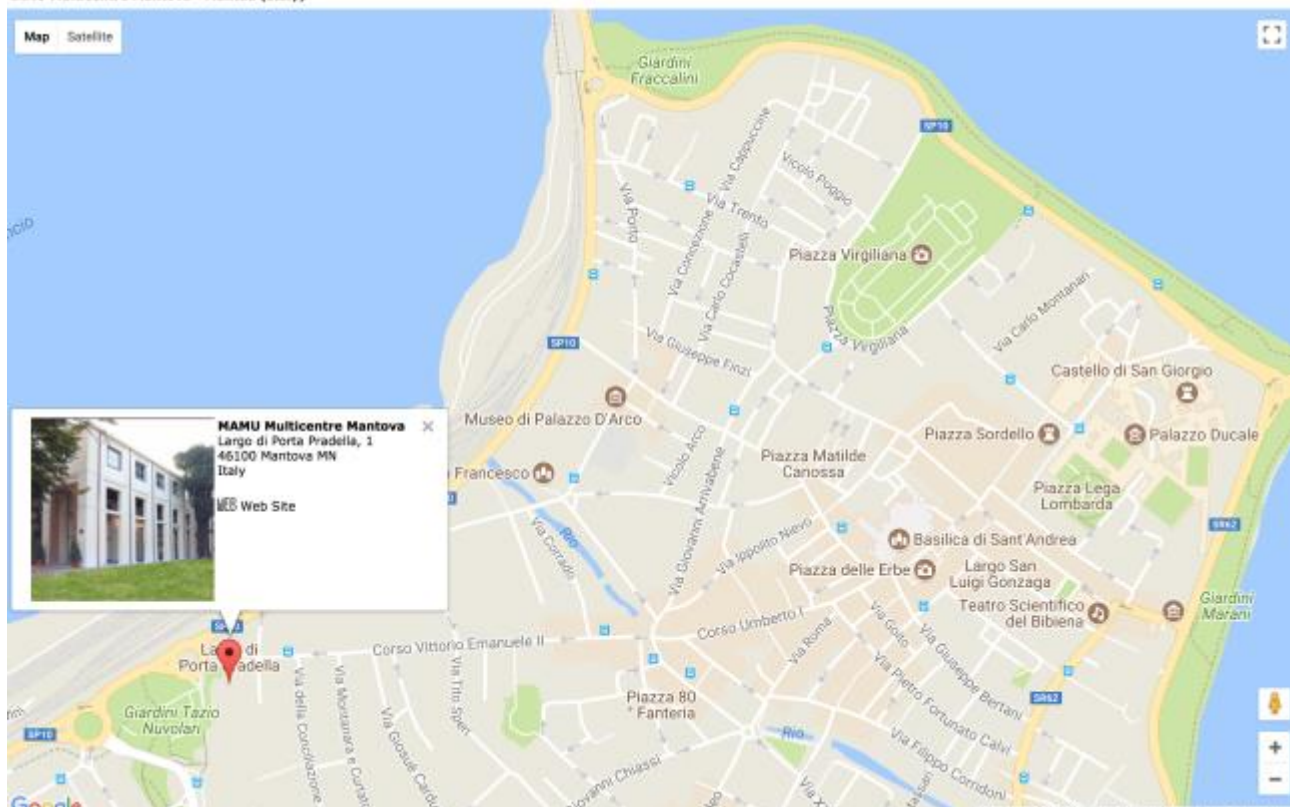 Map Satellite
Giardini
Fraccalini
SP10
Via Cappuccine
Vicolo Poggio
Via Trento
Via Porto
Via Concezione
Via Carlo Cocastelli
Piazza Virgiliana
Piazza Virgiliana
Via Carlo Montanari
SP10
Via Giuseppe Finzi
Castello di San Giorgio
Museo di Palazzo D'Arco
Piazza Sordello
Palazzo Ducale
Vicolo Arco
Piazza Matilde
Canossa
MAMU Multicentre Mantova
Largo di Porta Pradella, 1
46100 Mantova MN
Italy
WEB Web Site
Francesco
Piazza Lega
Lombarda
SR62
Via Giovanni Arrivabene
Via Ippolito Nievo
Rio
Via Corrado
Basilica di Sant'Andrea
Piazza delle Erbe
Largo San
Luigi Gonzaga
Teatro Scientifico
del Bibiena
Giardini
Marani
Corso Umberto I
Via Roma
Via Goito
Via Giuseppe Bertani
Corso Vittorio Emanuele II
Porta Pradella
Via Tito Speri
Piazza 80
Fanteria
Via Pietro Fortunato Calvi
SR62
Giardini Tazio
Nuvolari
SP10
Via della Conciliazione
Via Montanara e Curtato
Via Giosuè Cardu
Rio
Via Filippo Corridoni
iovanni Chiassi
Google